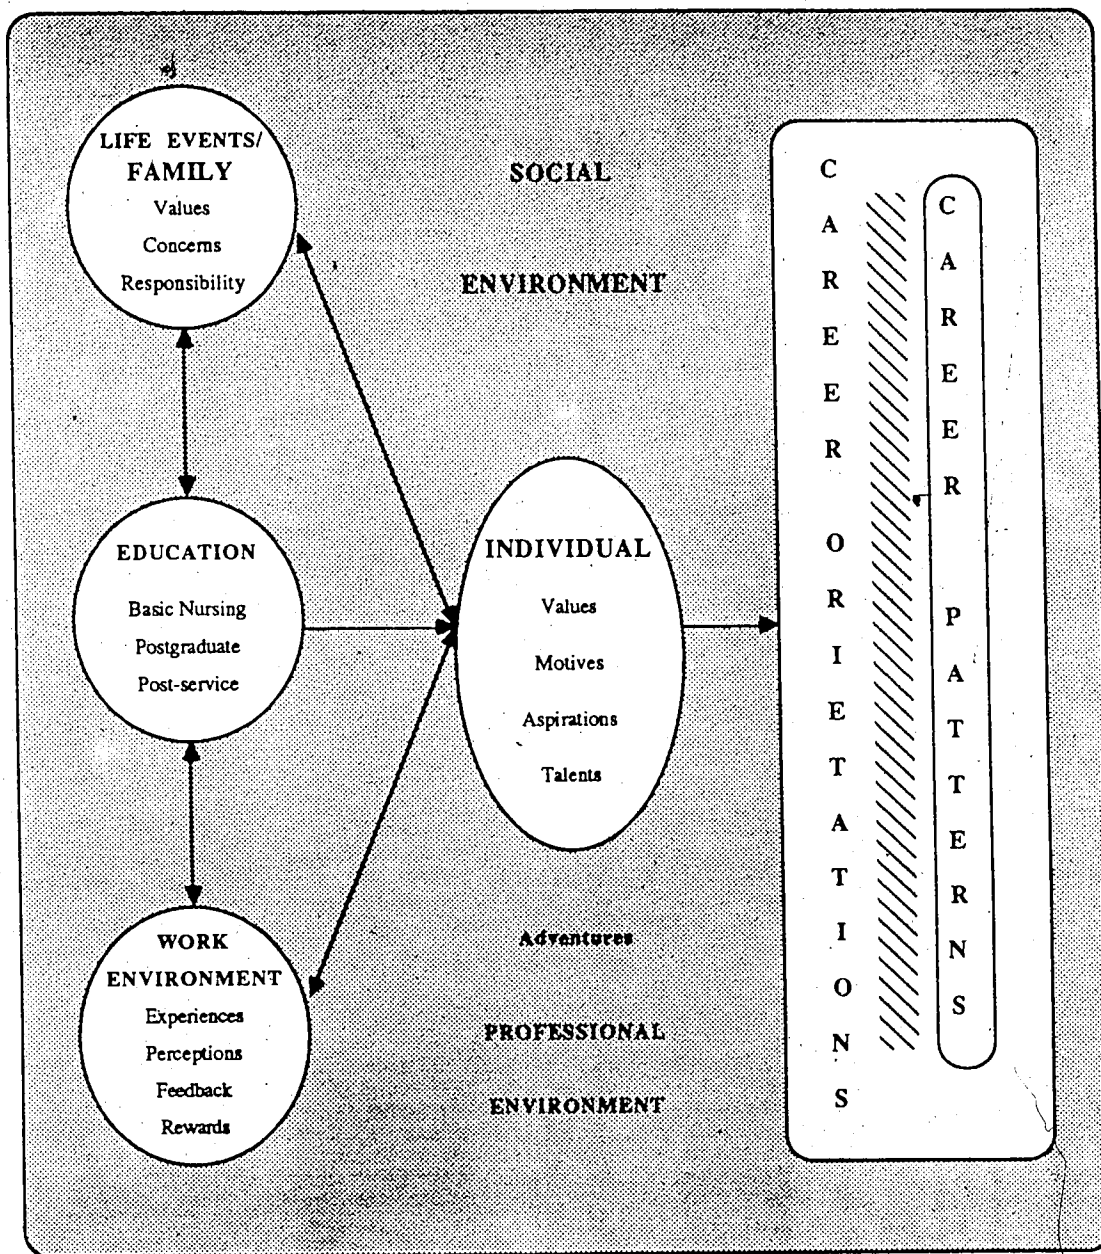 LIFE EVENTS/
FAMILY
Values
Concerns
Responsibility
EDUCATION
Basic Nursing
Postgraduate
Post-service
WORK
ENVIRONMENT
Experiences
Perceptions
Feedback
Rewards
SOCIAL
ENVIRONMENT
INDIVIDUAL
Values
Motives
Aspirations
Talents
Adventures
PROFESSIONAL
ENVIRONMENT
CAREER ORIETATIONS
CAREER PATTERNS